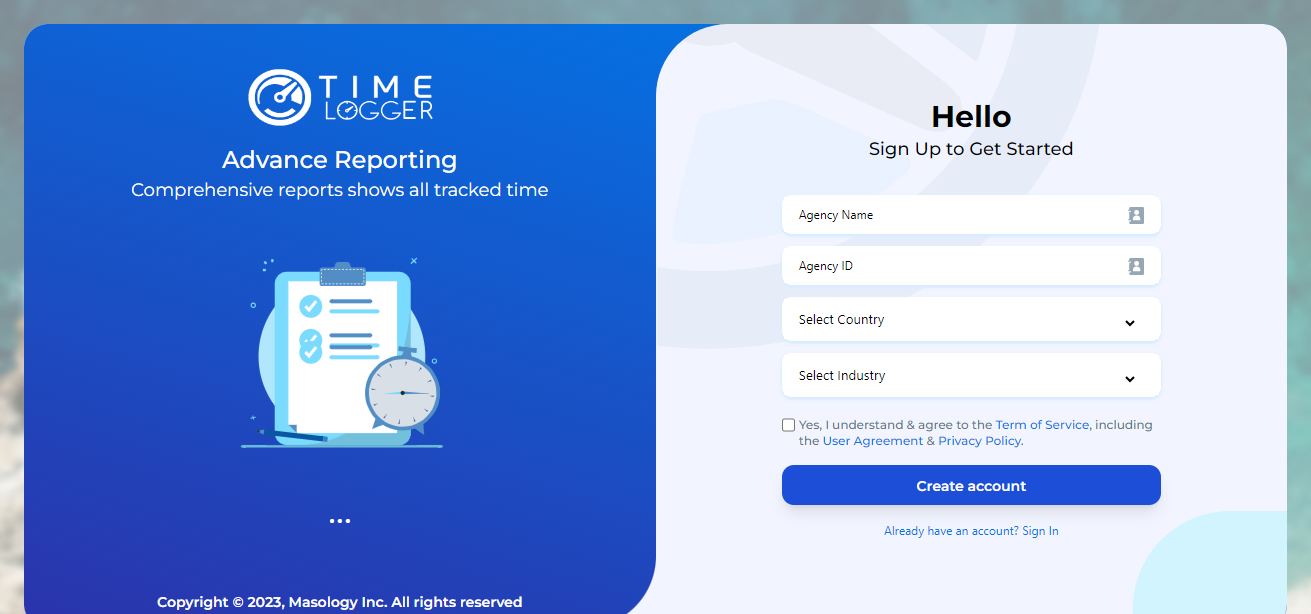 TIME
LOGGER
Advance Reporting
Comprehensive reports shows all tracked time
Copyright © 2023, Masology Inc. All rights reserved
Hello
Sign Up to Get Started
Agency Name
Agency ID
Select Country
Select Industry
Yes, I understand & agree to the Term of Service, including
the User Agreement & Privacy Policy.
Create account
Already have an account? Sign In